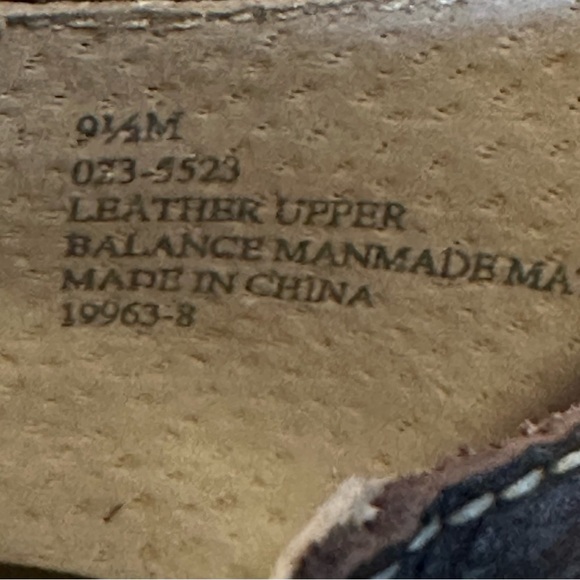 9½M
023-5523
LEATHER UPPER
BALANCE MANMADE MA
MADE IN CHINA
19963-8